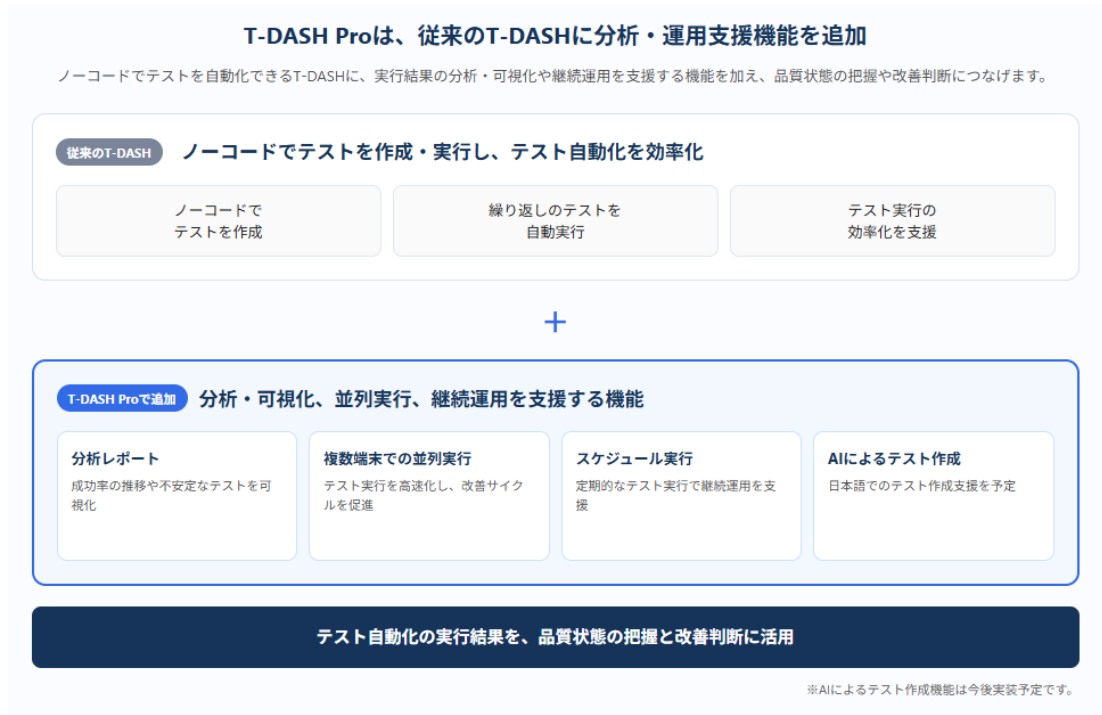 T-DASH Proは、従来のT-DASHに分析・運用支援機能を追加
ノーコードでテストを自動化できるT-DASHに、実行結果の分析・可視化や継続運用を支援する機能を加え、品質状態の把握や改善判断につなげます。
従来のT-DASH
ノーコードでテストを作成・実行し、テスト自動化を効率化
ノーコードで
テストを作成
繰り返しのテストを
自動実行
テスト実行の
効率化を支援
+
T-DASH Proで追加
分析・可視化、並列実行、継続運用を支援する機能
分析レポート
成功率の推移や不安定なテストを可
視化
複数端末での並列実行
テスト実行を高速化し、改善サイク
ルを促進
スケジュール実行
定期的なテスト実行で継続運用を支
援
AIによるテスト作成
日本語でのテスト作成支援を予定
テスト自動化の実行結果を、品質状態の把握と改善判断に活用
※AIによるテスト作成機能は今後実装予定です。